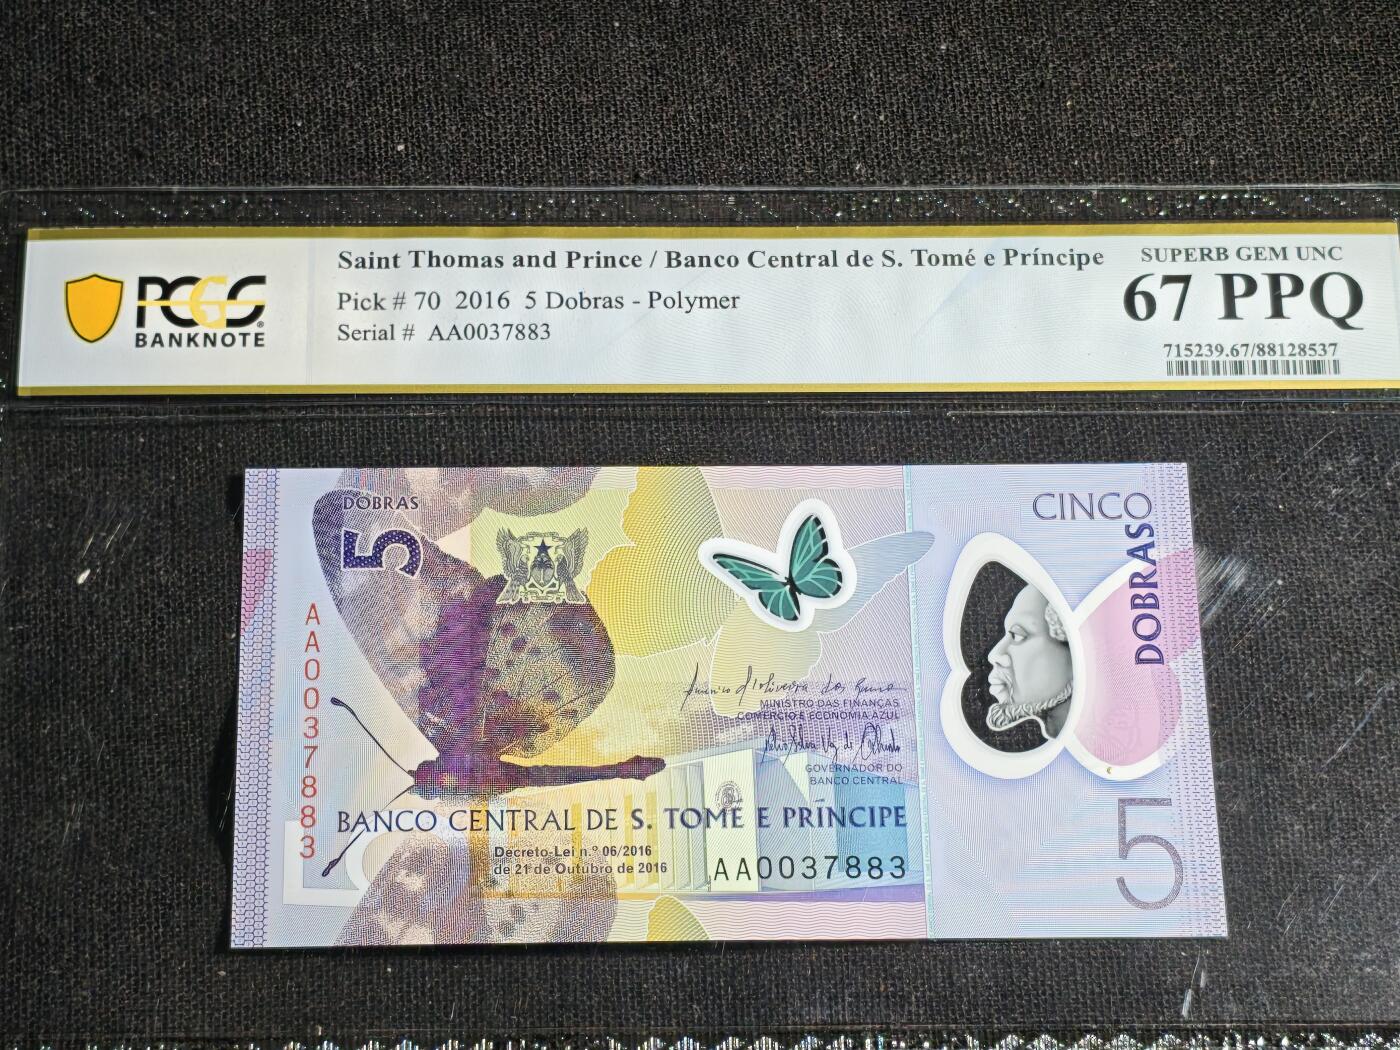 PCGS
BANKNOTE
Saint Thomas and Prince / Banco Central de S. Tomé e Príncipe
Pick # 70 2016 5 Dobras - Polymer
Serial # AA0037883
SUPERB GEM UNC
67 PPQ
715239.67/88128537
DOBRAS
5
AA0037883
CINCO
DOBRAS
MINISTRO DAS FINANÇAS
COMÉRCIO E ECONOMIA AZUL
GOVERNADOR DO
BANCO CENTRAL
BANCO CENTRAL DE S. TOMÉ E PRÍNCIPE
Decreto-Lei n.º 06/2016
de 21 de Outubro de 2016
AA0037883
5